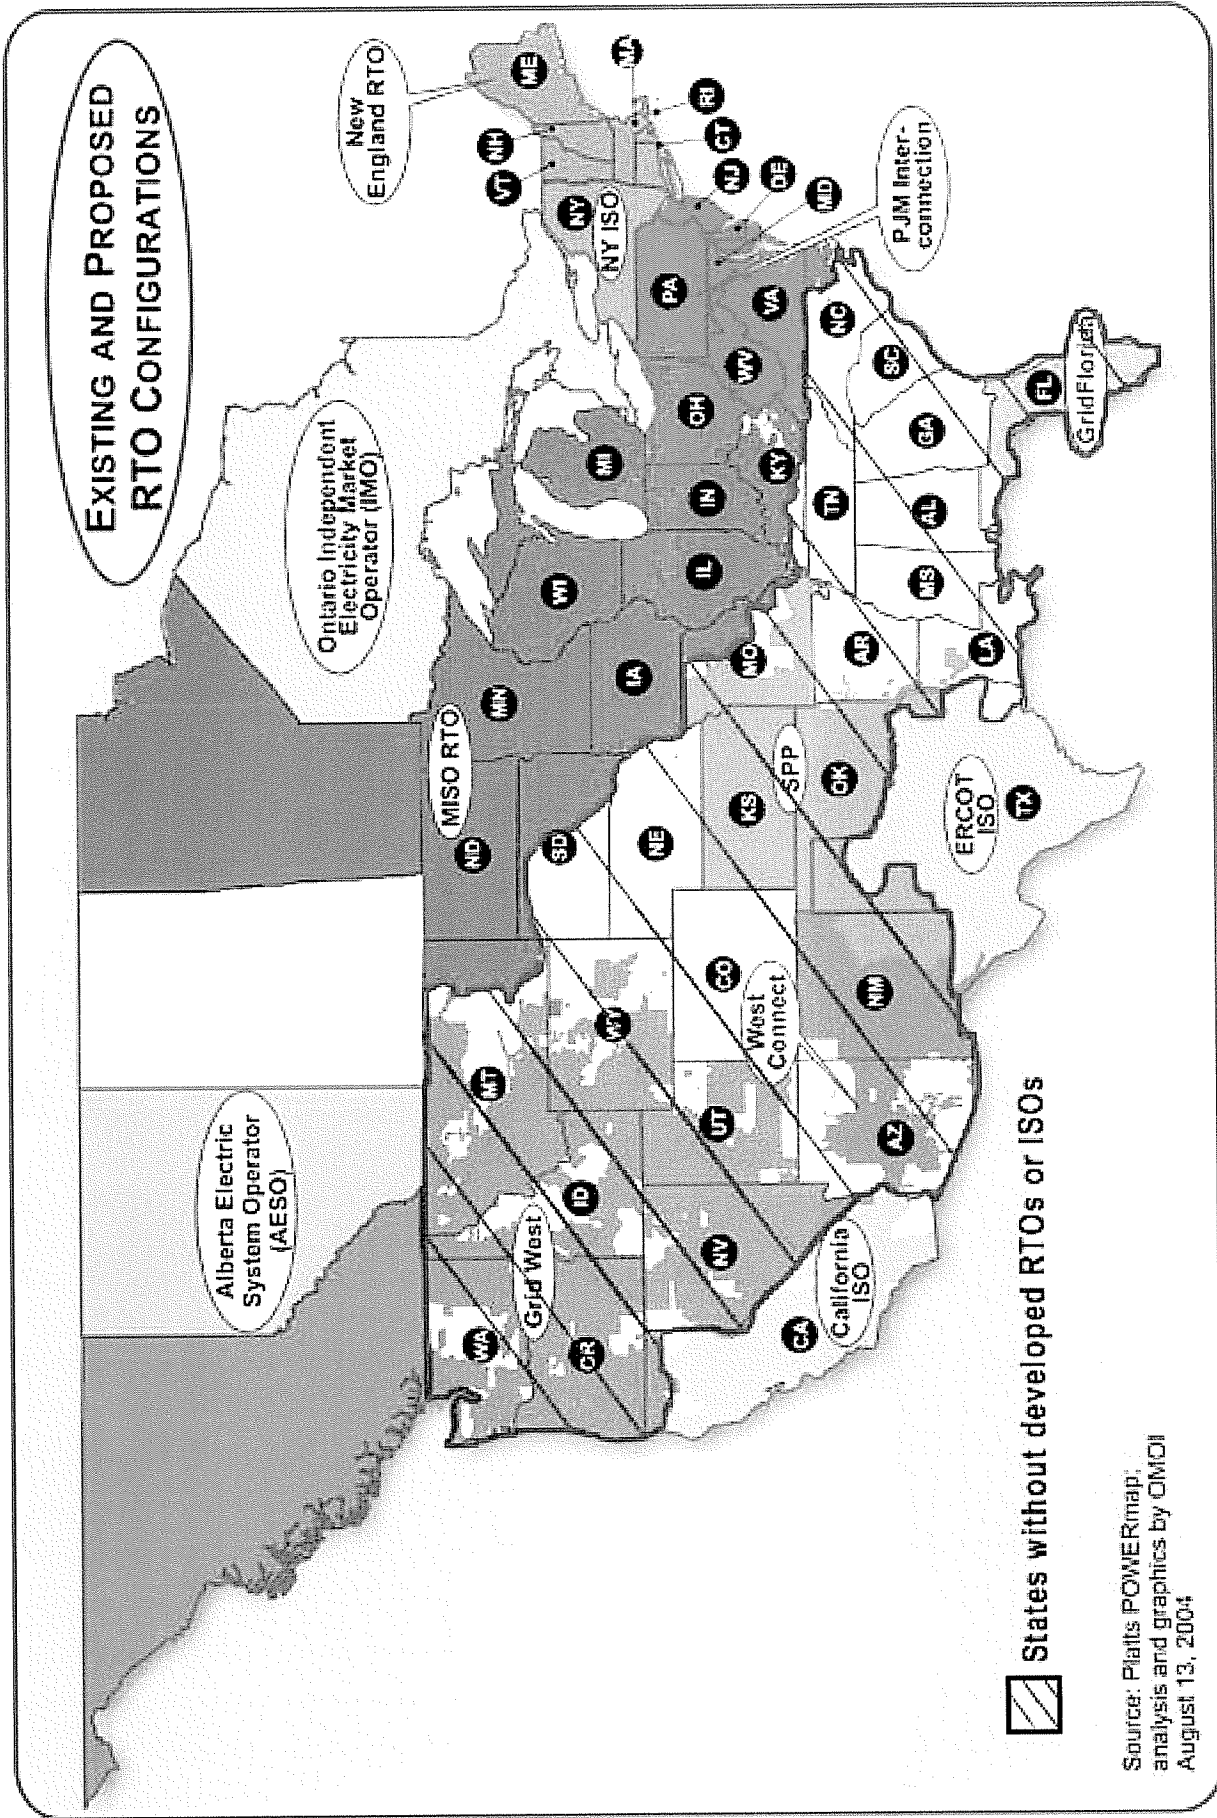 EXISTING AND PROPOSED
RTO CONFIGURATIONS
Alberta Electric
System Operator
(AESO)
Ontario Independent
Electricity Market
Operator (IMO)
New
England RTO
MISO RTO
NY ISO
Grid West
SPP
West
Connect
California
ISO
ERCOT
ISO
PJM Inter-
connection
GridFlorida
WA
OR
CA
NV
ID
MT
UT
AZ
WY
CO
NM
ND
SD
NE
KS
OK
TX
MN
IA
MO
AR
LA
WI
IL
MS
MI
IN
KY
TN
AL
OH
WV
GA
PA
VA
NC
SC
FL
NY
VT
NH
ME
MA
RI
CT
NJ
DE
MD
States without developed RTOs or ISOs
Source: Platts POWERmap;
analysis and graphics by OMOI
August 13, 2004